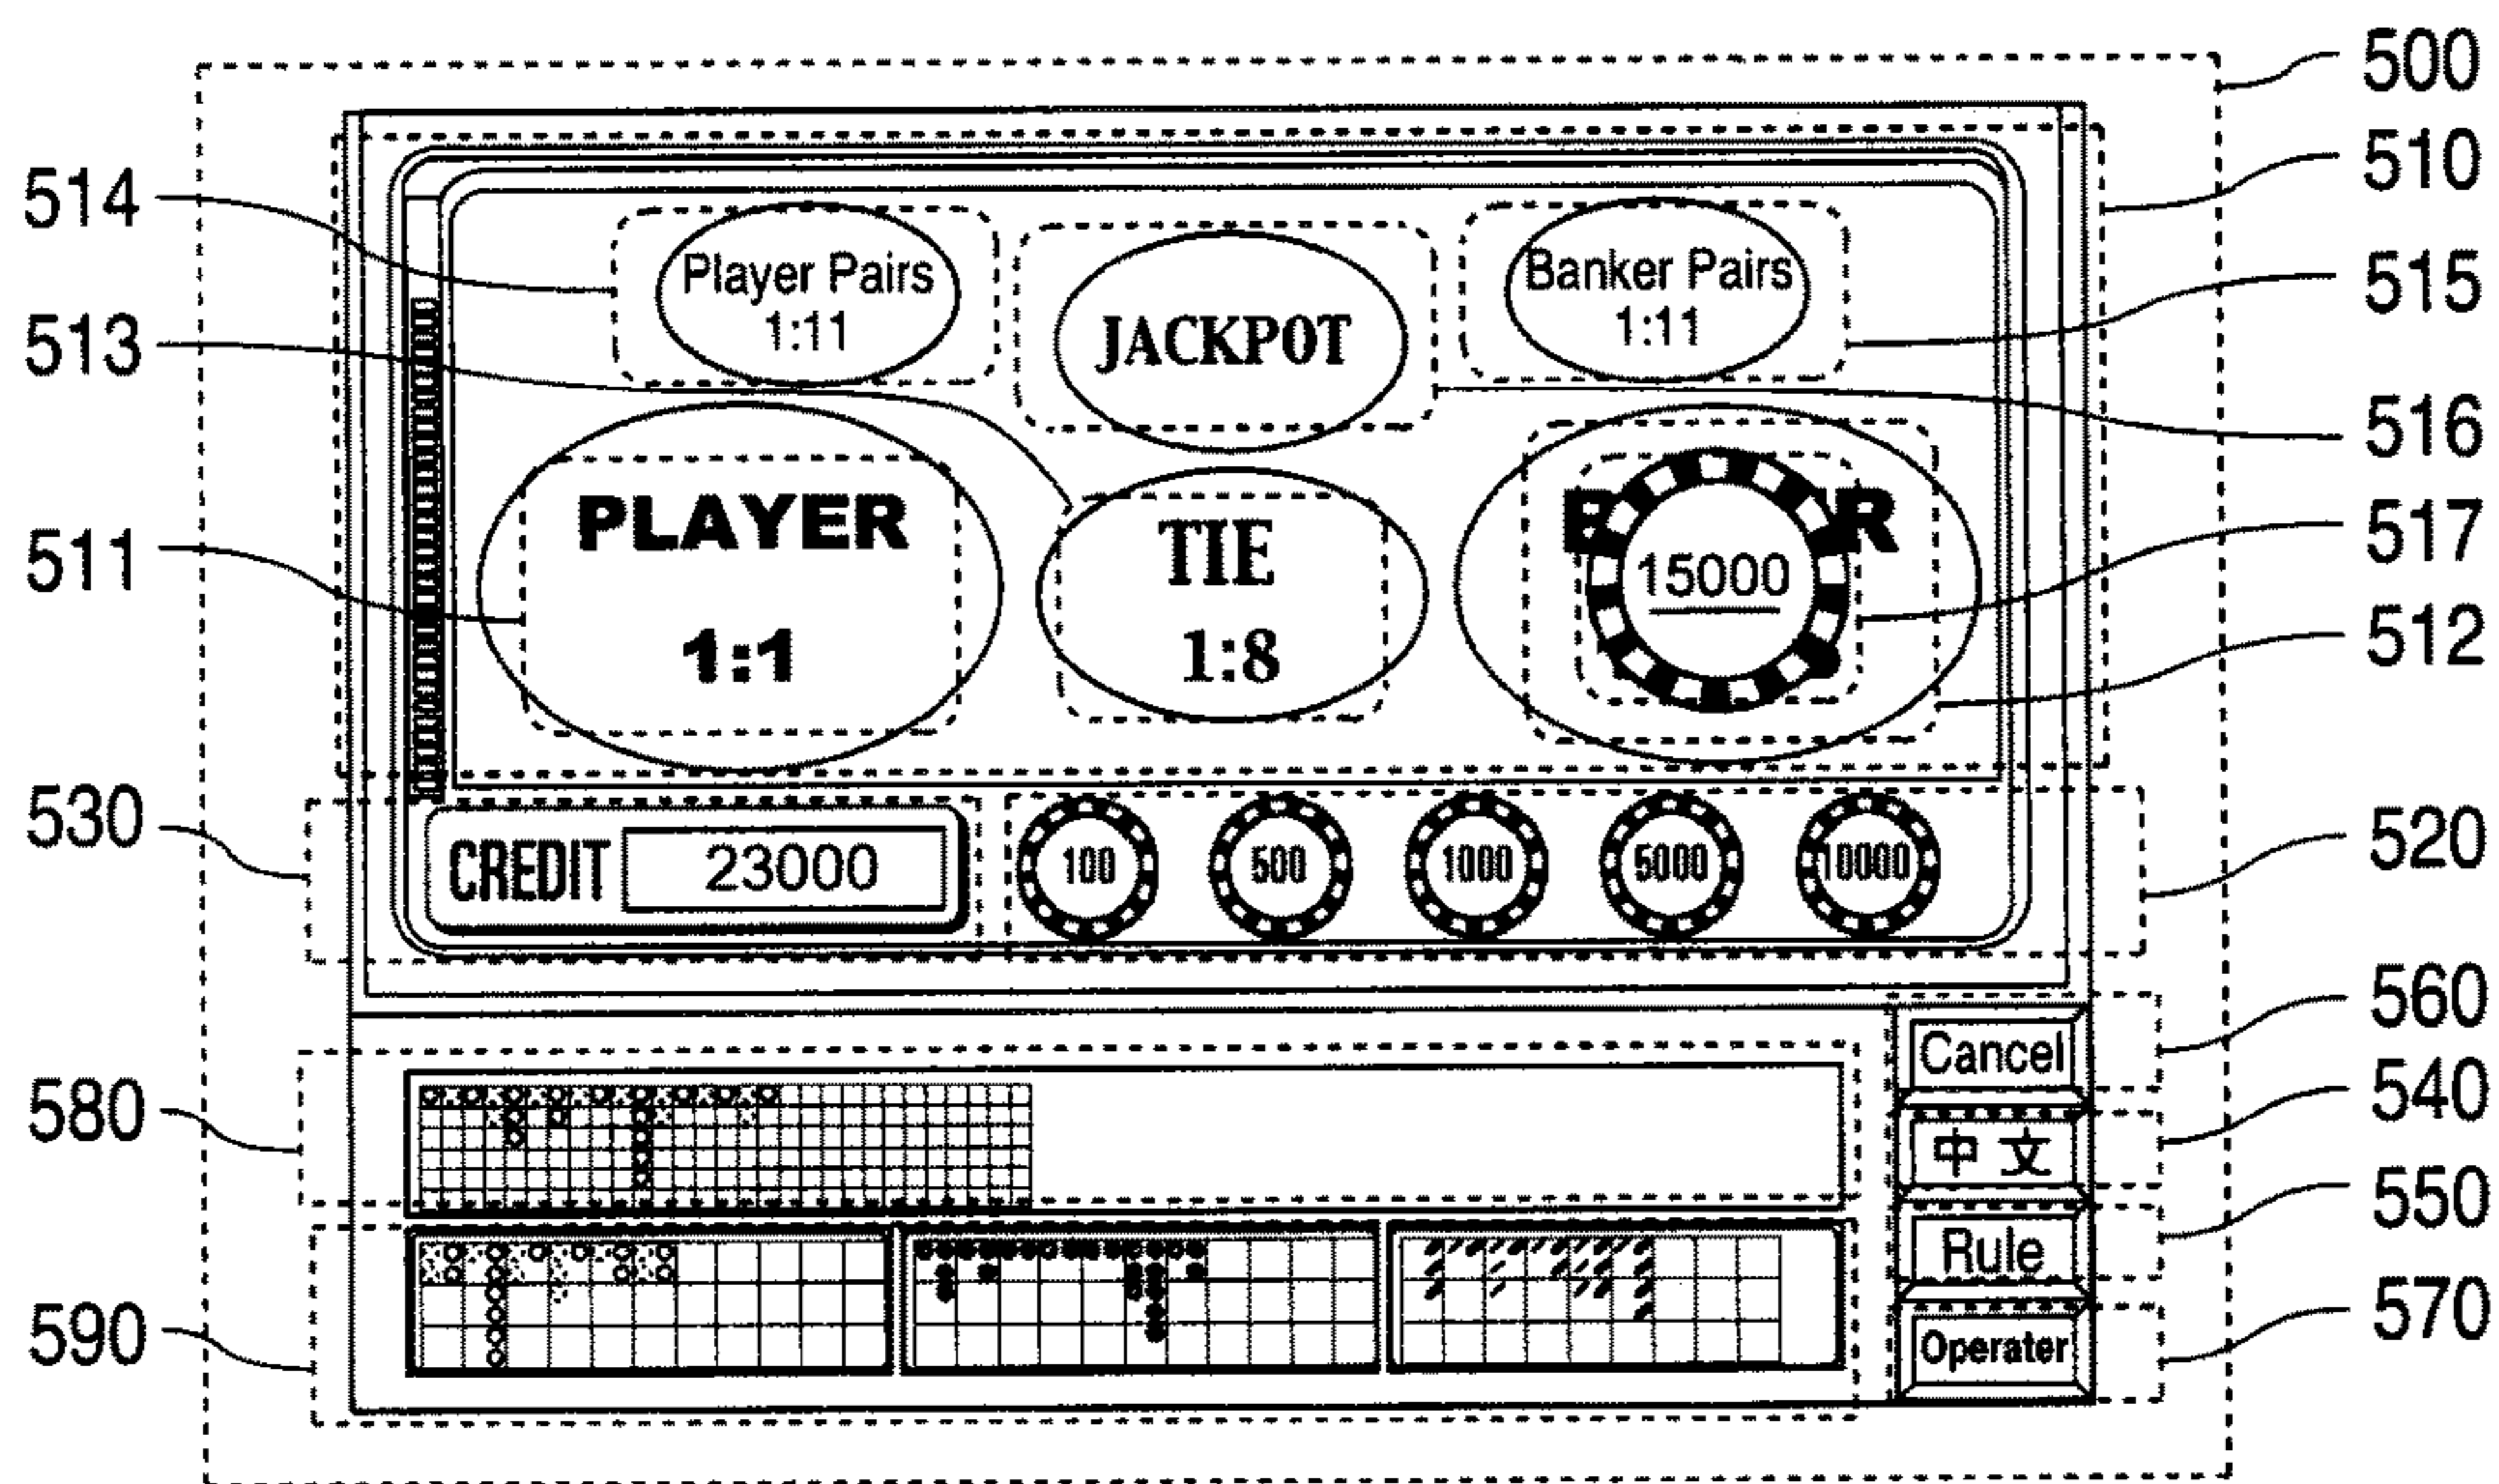 500
510
514
Player Pairs
1:11
Banker Pairs
1:11
515
513
JACKPOT
516
511
PLAYER
1:1
TIE
1:8
15000
517
512
530
CREDIT 23000
100 500 1000 5000 10000
520
560
Cancel
580
中文
540
Rule
550
590
Operater
570